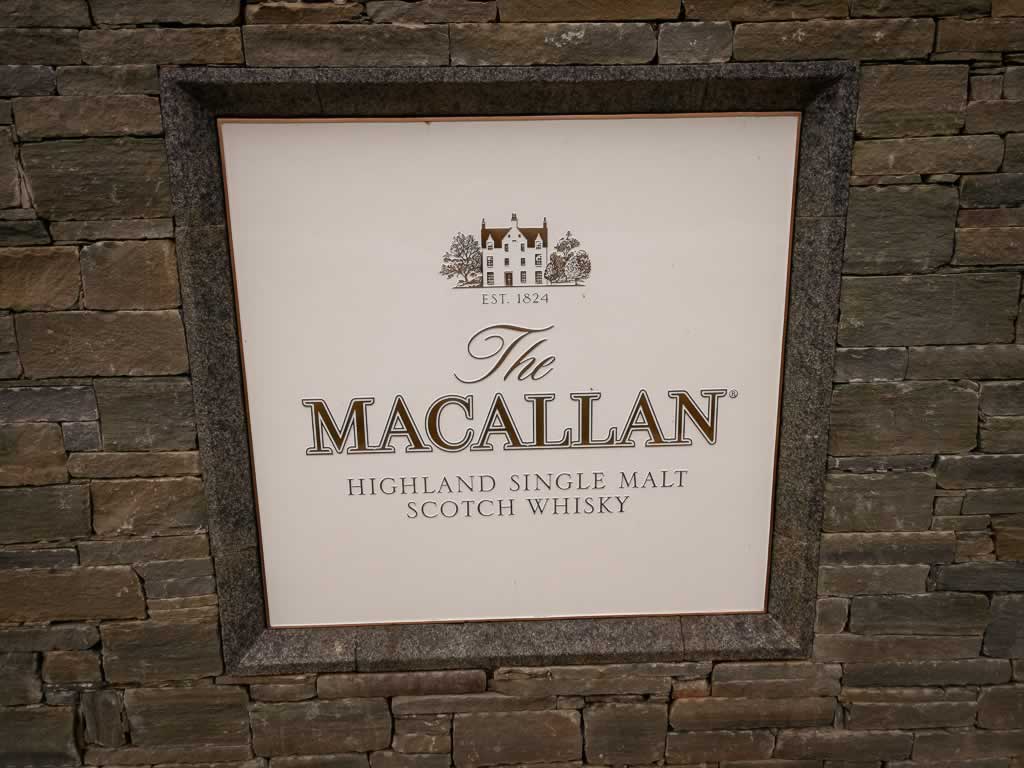 EST. 1824
The
MACALLAN®
HIGHLAND SINGLE MALT
SCOTCH WHISKY